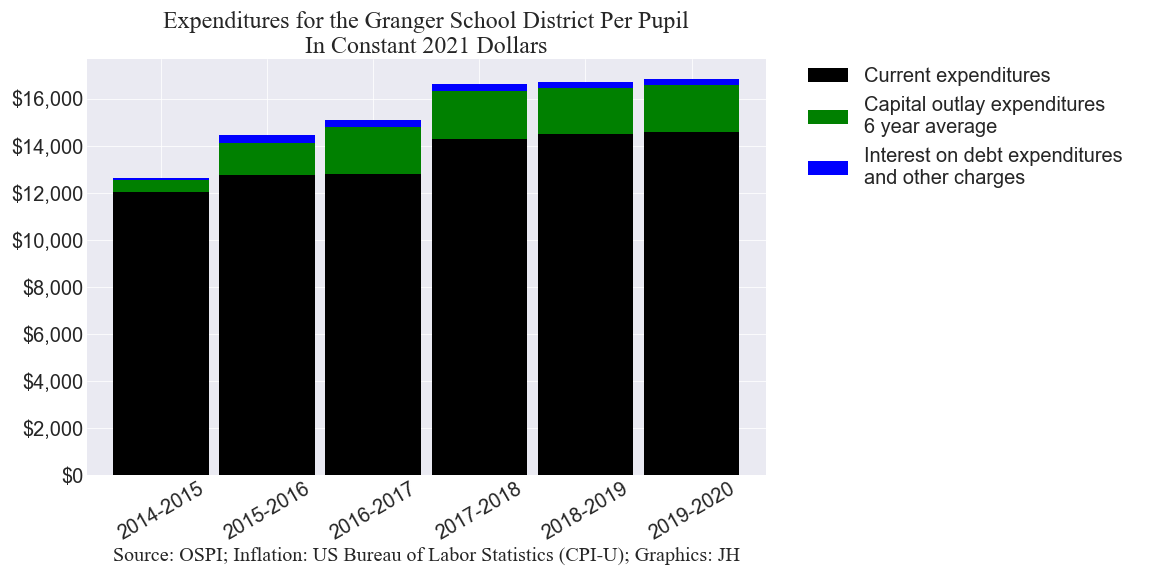 Expenditures for the Granger School District Per Pupil
In Constant 2021 Dollars
$16,000
$14,000
$12,000
$10,000
$8,000
$6,000
$4,000
$2,000
$0
2014-2015
2015-2016
2016-2017
2017-2018
2018-2019
2019-2020
Source: OSPI; Inflation: US Bureau of Labor Statistics (CPI-U); Graphics: JH
Current expenditures
Capital outlay expenditures
6 year average
Interest on debt expenditures
and other charges